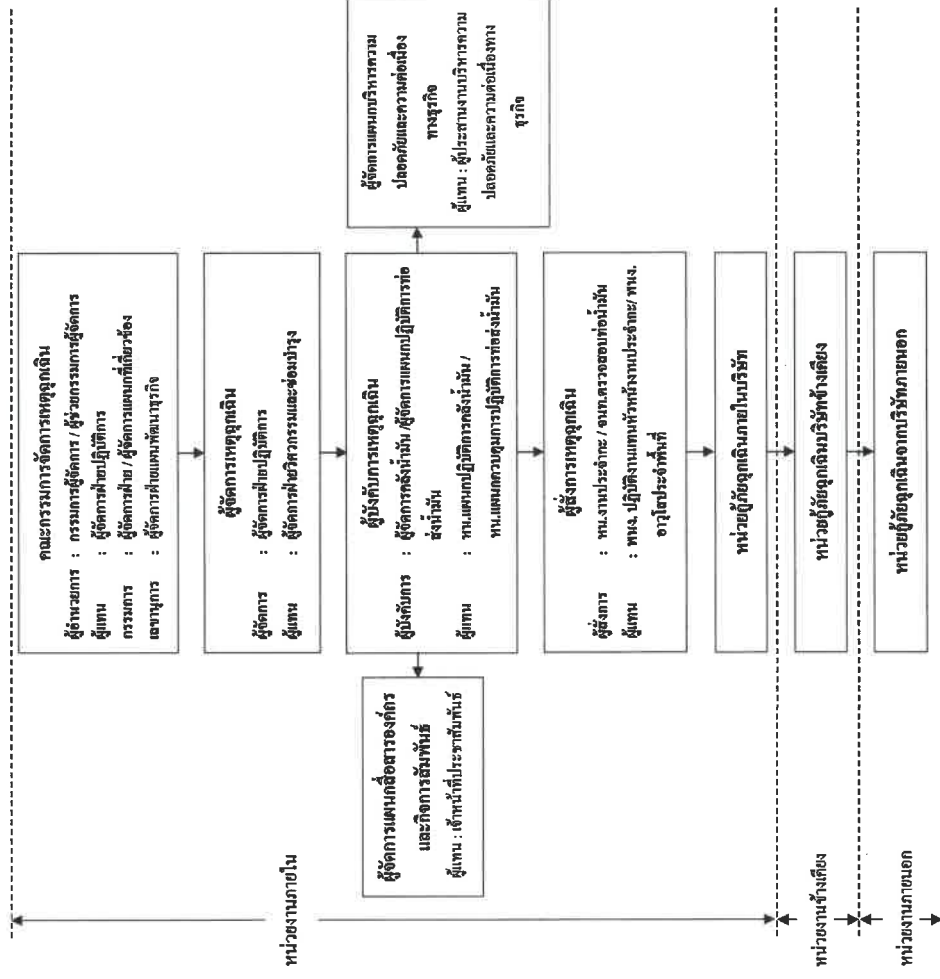 คณะกรรมการจัดการเหตุฉุกเฉิน
ผู้อำนวยการ : กรรมการผู้จัดการ / ผู้ช่วยกรรมการผู้จัดการ
ผู้แทน : ผู้จัดการฝ่ายปฏิบัติการ
กรรมการ : ผู้จัดการฝ่าย / ผู้จัดการแผนกที่เกี่ยวข้อง
เลขานุการ : ผู้จัดการฝ่ายแผนพัฒนาธุรกิจ
ผู้จัดการเหตุฉุกเฉิน
ผู้จัดการ : ผู้จัดการฝ่ายปฏิบัติการ
ผู้แทน : ผู้จัดการฝ่ายวิศวกรรมและซ่อมบำรุง
ผู้จัดการแผนกสื่อสารองค์กร
และกิจการสัมพันธ์
ผู้แทน : เจ้าหน้าที่ประชาสัมพันธ์
ผู้บังคับการเหตุฉุกเฉิน
ผู้บังคับการ : ผู้จัดการคลังน้ำมัน /ผู้จัดการแผนกปฏิบัติการท่อ
ส่งน้ำมัน
ผู้แทน : หน.แผนกปฏิบัติการคลังน้ำมัน /
หน.แผนกควบคุมการปฏิบัติการท่อส่งน้ำมัน
ผู้จัดการแผนกบริหารความ
ปลอดภัยและความต่อเนื่อง
ทางธุรกิจ
ผู้แทน : ผู้ประสานงานบริหารความ
ปลอดภัยและความต่อเนื่องทาง
ธุรกิจ
ผู้สั่งการเหตุฉุกเฉิน
ผู้สั่งการ : หน.งานประจำกะ / จนท.ตรวจสอบท่อน้ำมัน
ผู้แทน : พนง. ปฏิบัติงานแทนหัวหน้างานประจำกะ/ พนง.
อาวุโสประจำพื้นที่
หน่วยกู้ภัยฉุกเฉินภายในบริษัท
หน่วยกู้ภัยฉุกเฉินบริษัทข้างเคียง
หน่วยกู้ภัยฉุกเฉินจากบริษัทภายนอก
หน่วยงานภายใน
หน่วยงานข้างเคียง
หน่วยงานภายนอก